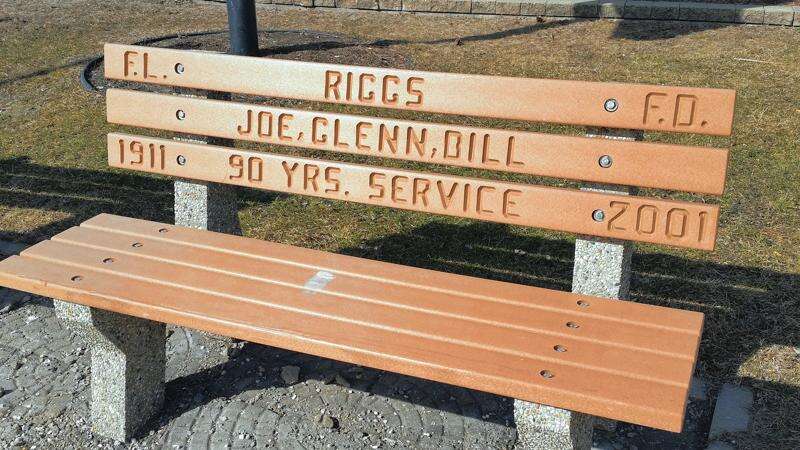 F.L. RIGGS F.D.
JOE, GLENN, BILL
1911 90 YRS. SERVICE 2001